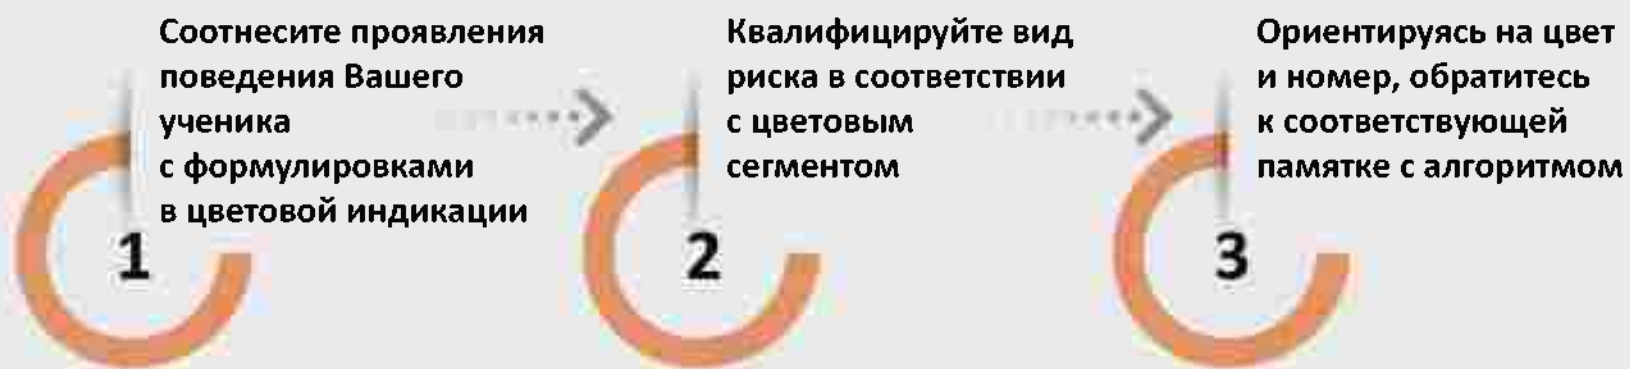 Соотнесите проявления
поведения Вашего
ученика
с формулировками
в цветовой индикации
1
Квалифицируйте вид
риска в соответствии
с цветовым
сегментом
2
Ориентируясь на цвет
и номер, обратитесь
к соответствующей
памятке с алгоритмом
3